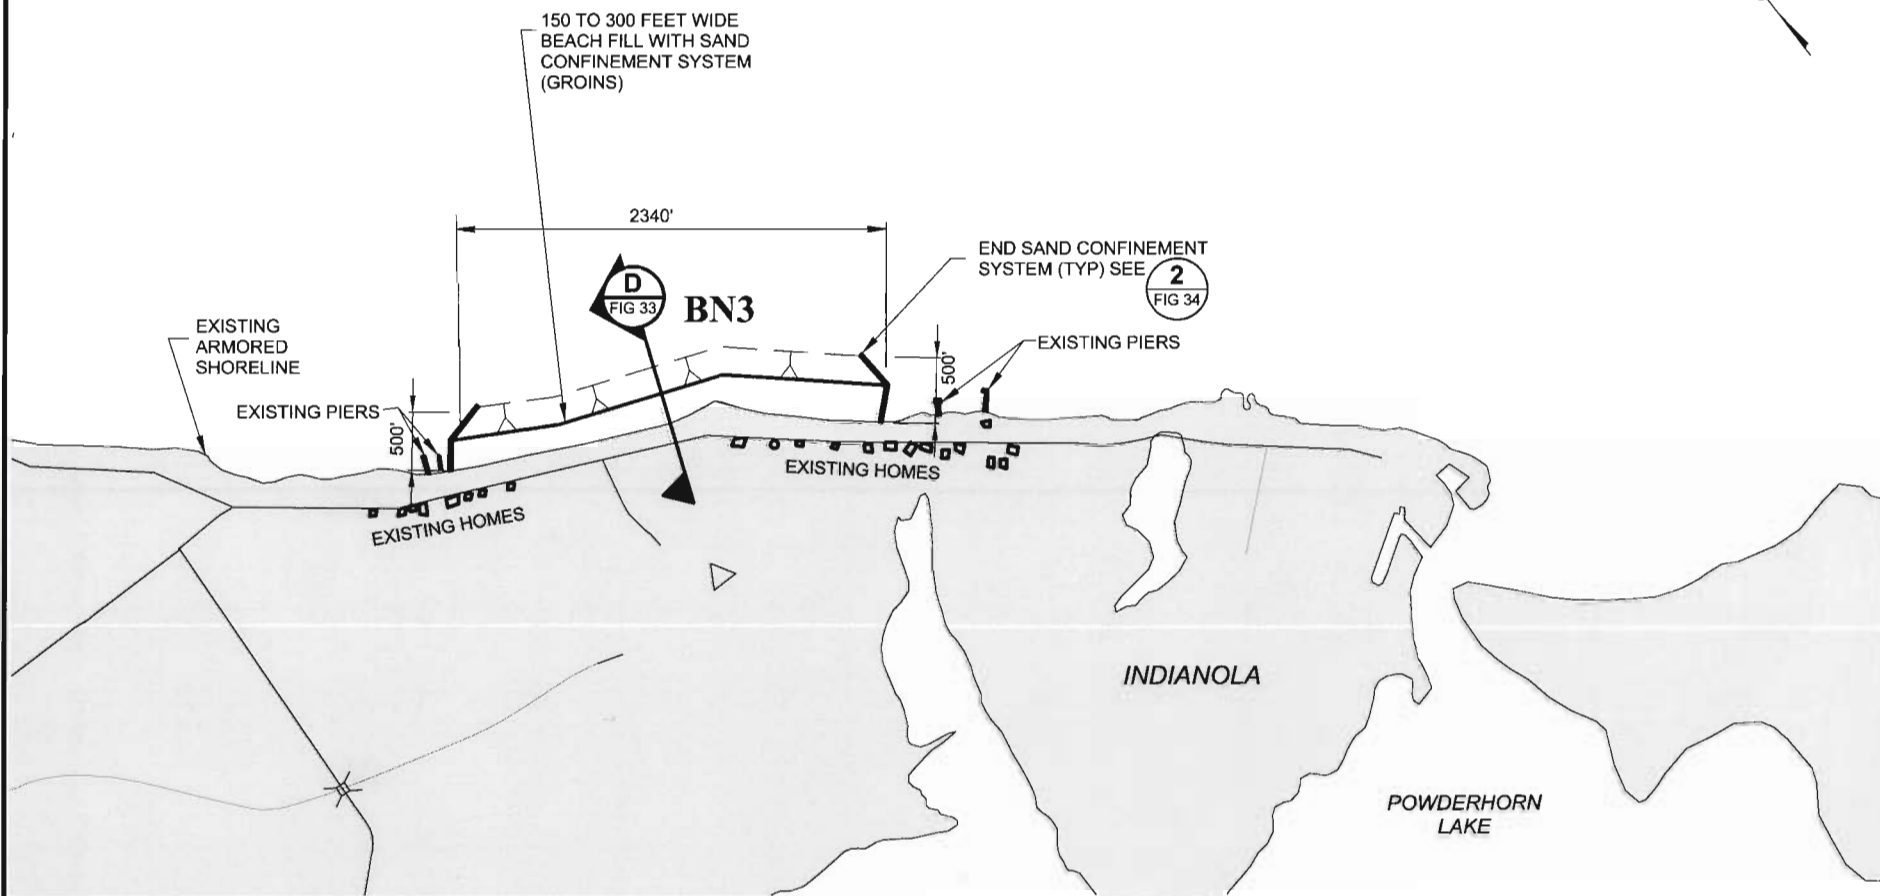 150 TO 300 FEET WIDE
BEACH FILL WITH SAND
CONFINEMENT SYSTEM
(GROINS)
2340'
END SAND CONFINEMENT
SYSTEM (TYP) SEE
2
FIG 34
D
FIG 33
BN3
EXISTING
ARMORED
SHORELINE
EXISTING PIERS
500'
EXISTING PIERS
500'
EXISTING HOMES
EXISTING HOMES
INDIANOLA
POWDERHORN
LAKE